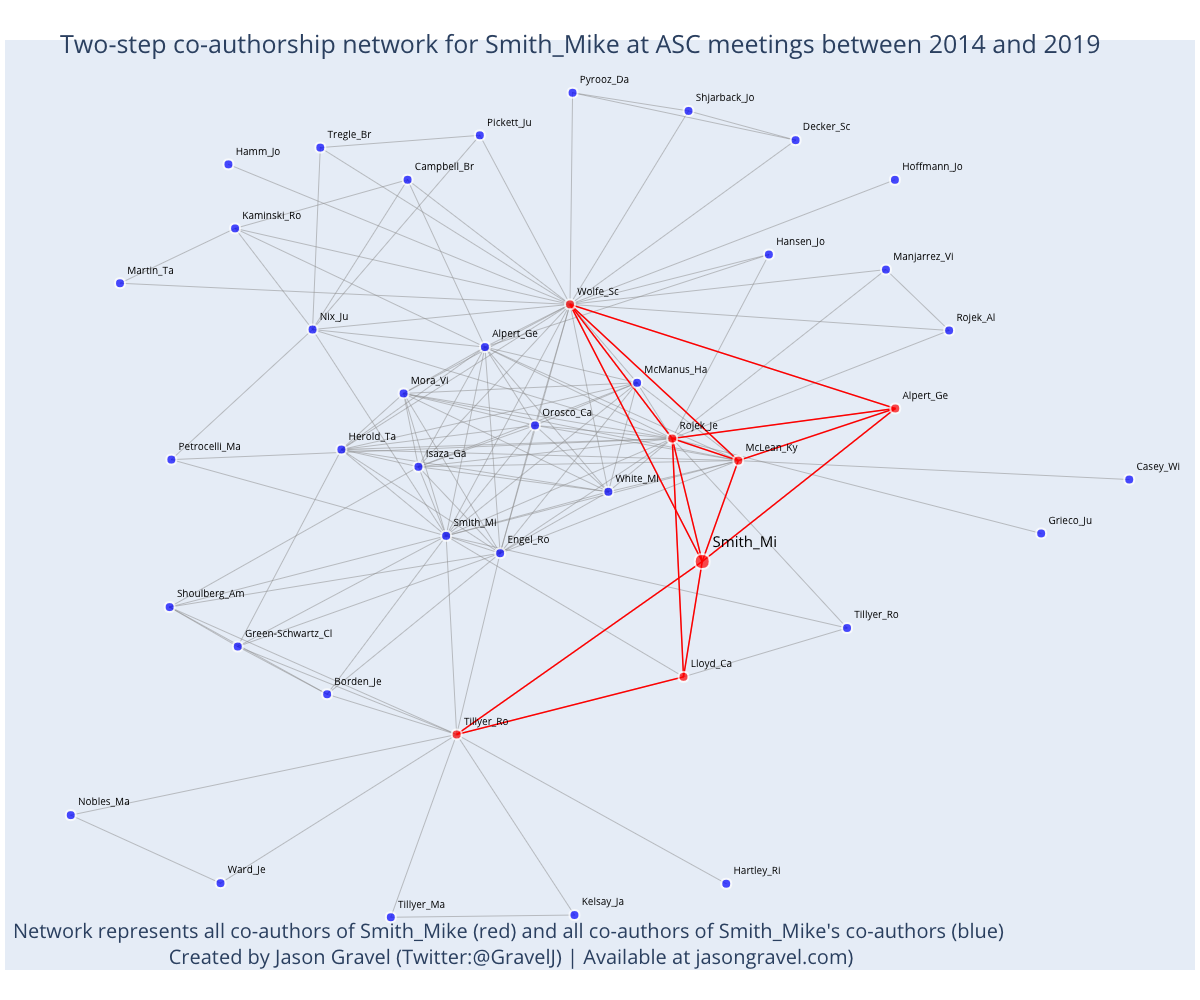 Two-step co-authorship network for Smith_Mike at ASC meetings between 2014 and 2019
Pyrooz_Da
Shjarback_Jo
Pickett_Ju
Decker_Sc
Tregle_Br
Hamm_Jo
Campbell_Br
Hoffmann_Jo
Kaminski_Ro
Hansen_Jo
Manjarrez_Vi
Martin_Ta
Wolfe_Sc
Nix_Ju
Rojek_Al
Alpert_Ge
McManus_Ha
Mora_Vi
Alpert_Ge
Orosco_Ca
Rojek_Je
Herold_Ta
Petrocelli_Ma
McLean_Ky
Isaza_Ga
Casey_Wi
White_Mi
Smith_Mi
Grieco_Ju
Engel_Ro
Smith_Mi
Shoulberg_Am
Tillyer_Ro
Green-Schwartz_Cl
Lloyd_Ca
Borden_Je
Tillyer_Ro
Nobles_Ma
Ward_Je
Hartley_Ri
Tillyer_Ma
Kelsay_Ja
Network represents all co-authors of Smith_Mike (red) and all co-authors of Smith_Mike's co-authors (blue)
Created by Jason Gravel (Twitter:@GravelJ) | Available at jasongravel.com)